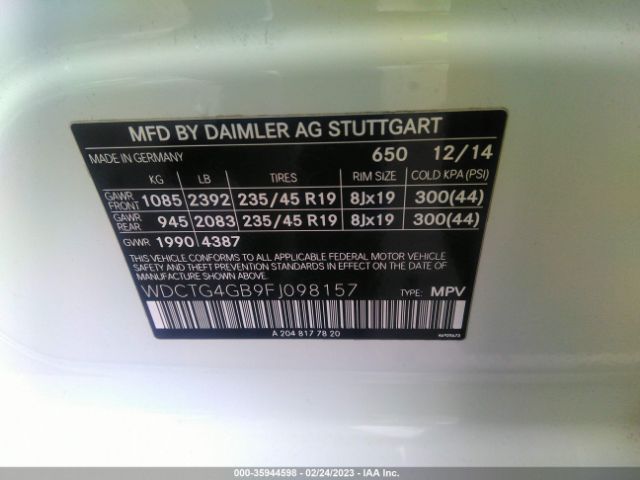 MFD BY DAIMLER AG STUTTGART
MADE IN GERMANY 650 12/14
KG LB TIRES RIM SIZE COLD KPA (PSI)
GAWR FRONT 1085 2392 235/45 R19 8Jx19 300(44)
GAWR REAR 945 2083 235/45 R19 8Jx19 300(44)
GVWR 1990 4387
THIS VEHICLE CONFORMS TO ALL APPLICABLE FEDERAL MOTOR VEHICLE
SAFETY, BUMPER, AND THEFT PREVENTION STANDARDS IN EFFECT
ON THE DATE OF MANUFACTURE SHOWN ABOVE.
WDCTG4GB9FJ098157 TYPE: MPV
A 204 817 78 20
000-35944598 - 02/24/2023 - IAA Inc.